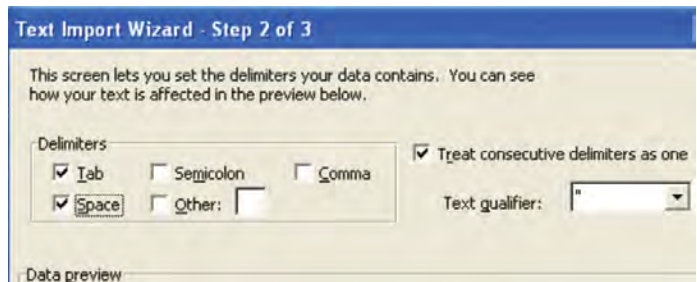 Text Import Wizard - Step 2 of 3
This screen lets you set the delimiters your data contains. You can see
how your text is affected in the preview below.
Delimiters
Tab Semicolon Comma
Space Other:
Treat consecutive delimiters as one
Text qualifier: "
Data preview